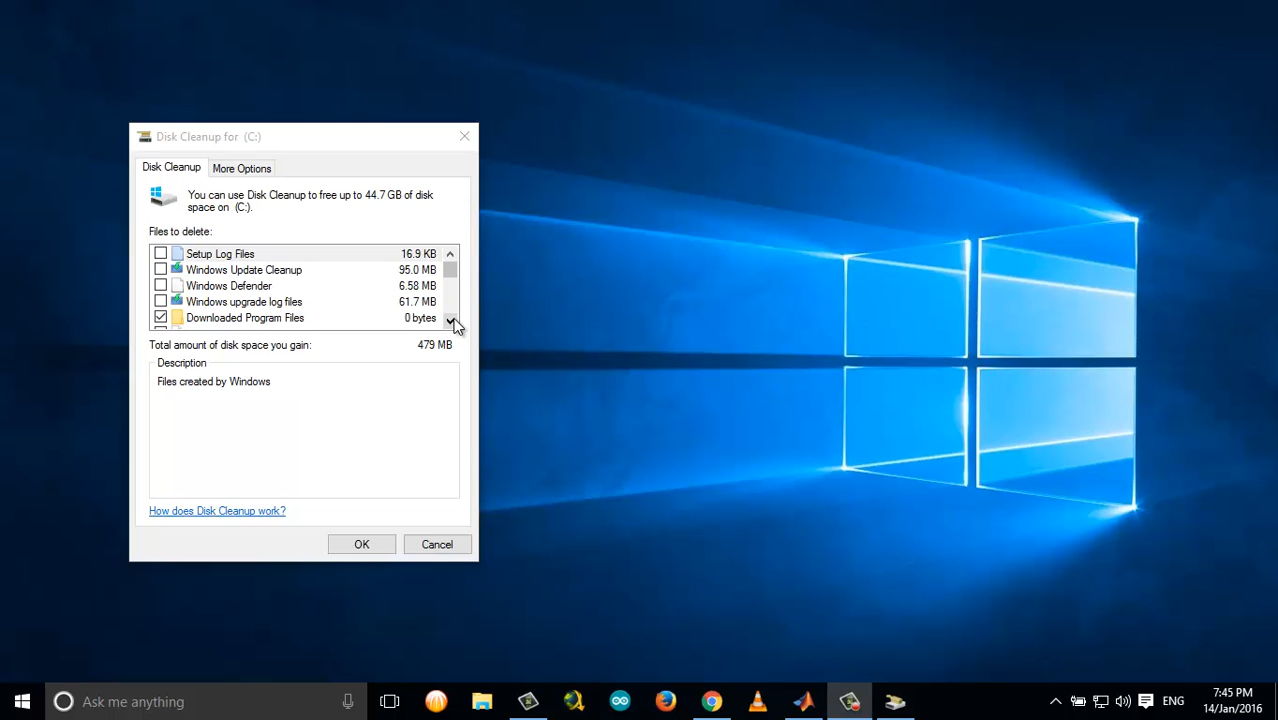 Disk Cleanup for (C:)
Disk Cleanup
More Options
You can use Disk Cleanup to free up to 44.7 GB of disk
space on (C:).
Files to delete:
Setup Log Files 16.9 KB
Windows Update Cleanup 95.0 MB
Windows Defender 6.58 MB
Windows upgrade log files 61.7 MB
Downloaded Program Files 0 bytes
Total amount of disk space you gain: 479 MB
Description
Files created by Windows
How does Disk Cleanup work?
OK
Cancel
Ask me anything
ENG
7:45 PM
14/Jan/2016